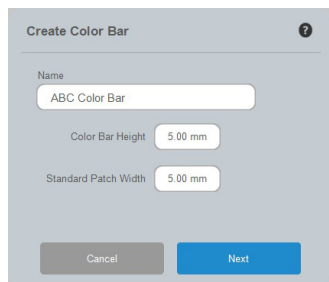 Create Color Bar ?
Name
ABC Color Bar
Color Bar Height 5.00 mm
Standard Patch Width 5.00 mm
Cancel Next